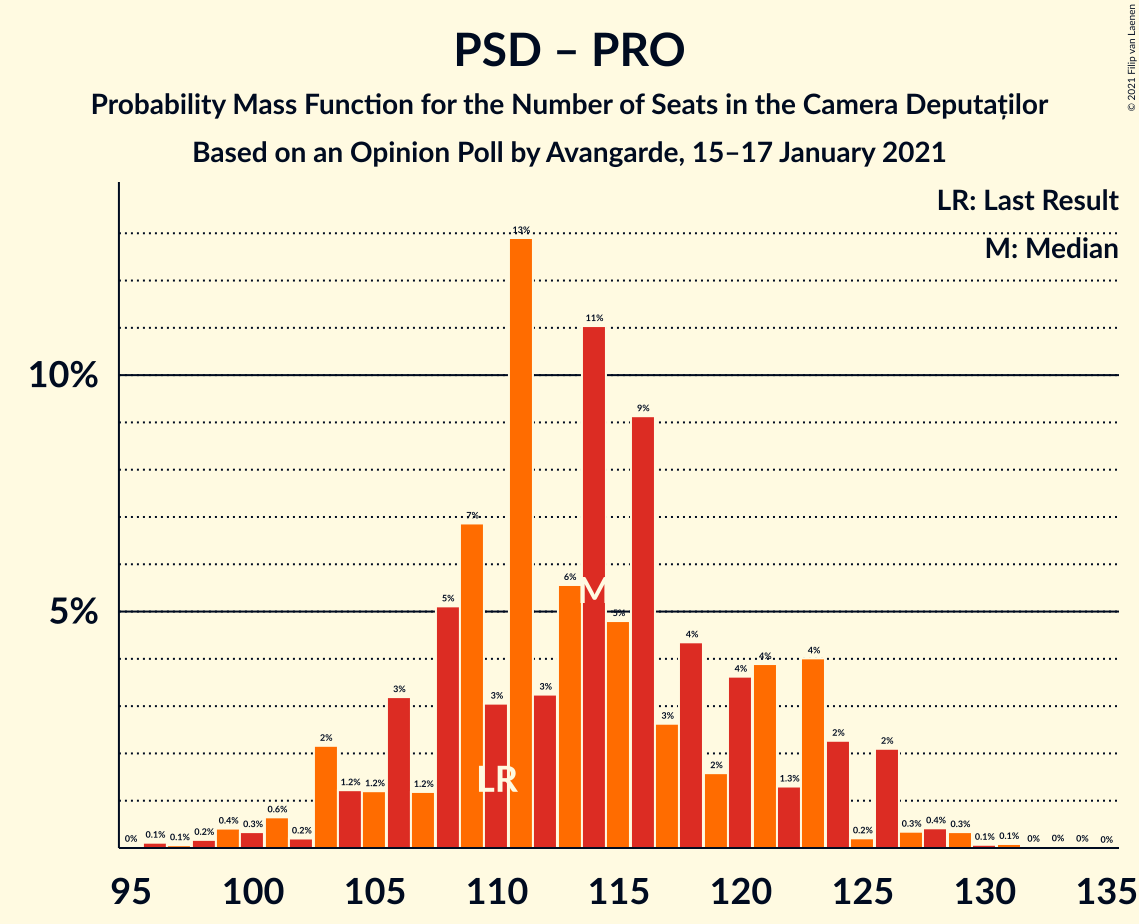 © 2021 Filip van Laenen
PSD – PRO
Probability Mass Function for the Number of Seats in the Camera Deputaților
Based on an Opinion Poll by Avangarde, 15–17 January 2021
LR: Last Result
M: Median
10%
5%
0% 0.1% 0.1% 0.2% 0.4% 0.3% 0.6% 0.2% 2% 1.2% 1.2% 3% 1.2% 5% 7% 3% 13% 3% 6% 11% 5% 9% 3% 4% 2% 4% 4% 1.3% 4% 2% 0.2% 2% 0.3% 0.4% 0.3% 0.1% 0.1% 0% 0% 0% 0%
M
LR
95 100 105 110 115 120 125 130 135